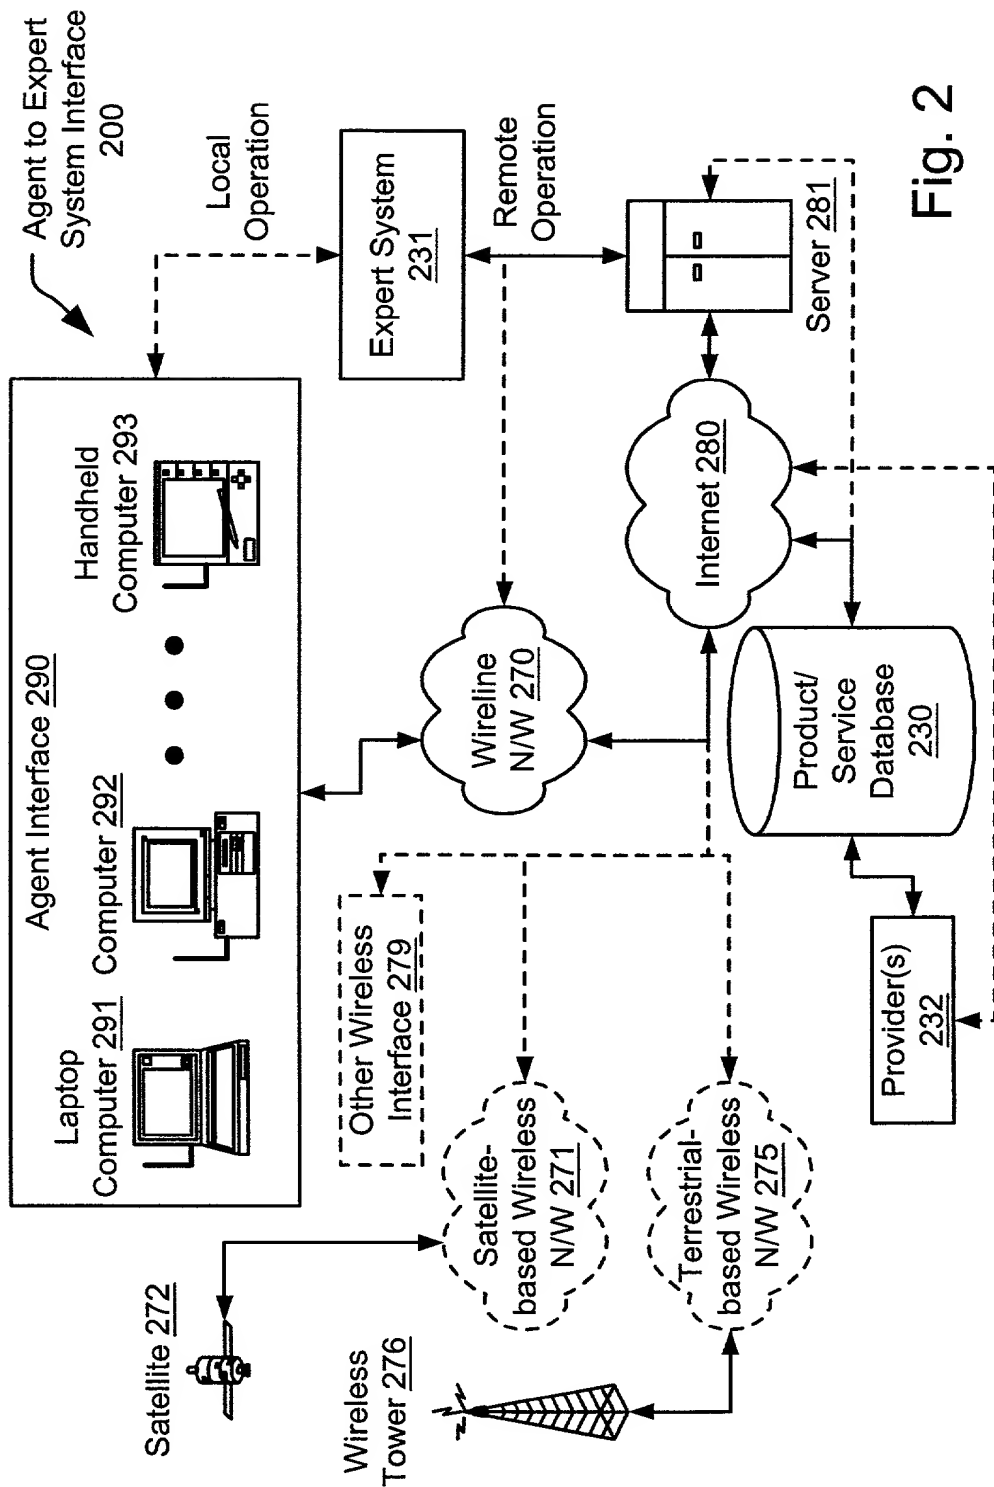 Agent to Expert
System Interface
200
Agent Interface 290
Laptop
Computer 291
Computer 292
Handheld
Computer 293
Local
Operation
Expert System
231
Remote
Operation
Satellite 272
Other Wireless
Interface 279
Wireline
N/W 270
Satellite-
based Wireless
N/W 271
Wireless
Tower 276
Terrestrial-
based Wireless
N/W 275
Internet 280
Server 281
Product/
Service
Database
230
Provider(s)
232
Fig. 2